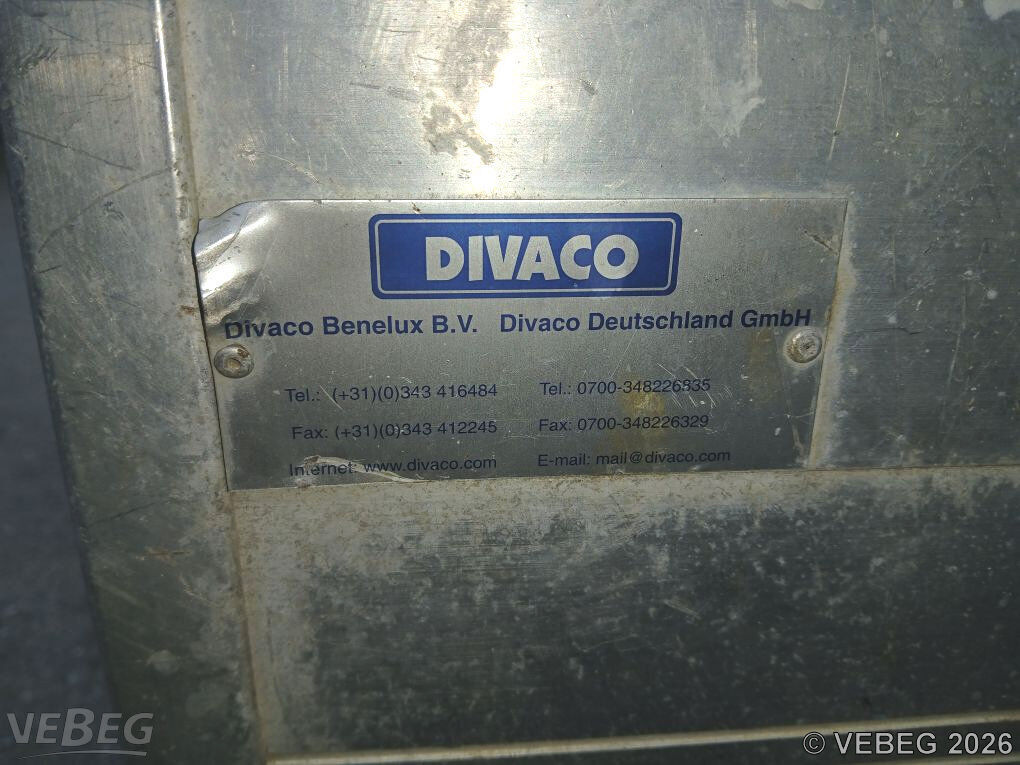 DIVACO
Divaco Benelux B.V. Divaco Deutschland GmbH
Tel.: (+31)(0)343 416484 Tel.: 0700-348226835
Fax: (+31)(0)343 412245 Fax: 0700-348226329
Internet: www.divaco.com E-mail: mail@divaco.com
VEBEG
© VEBEG 2026